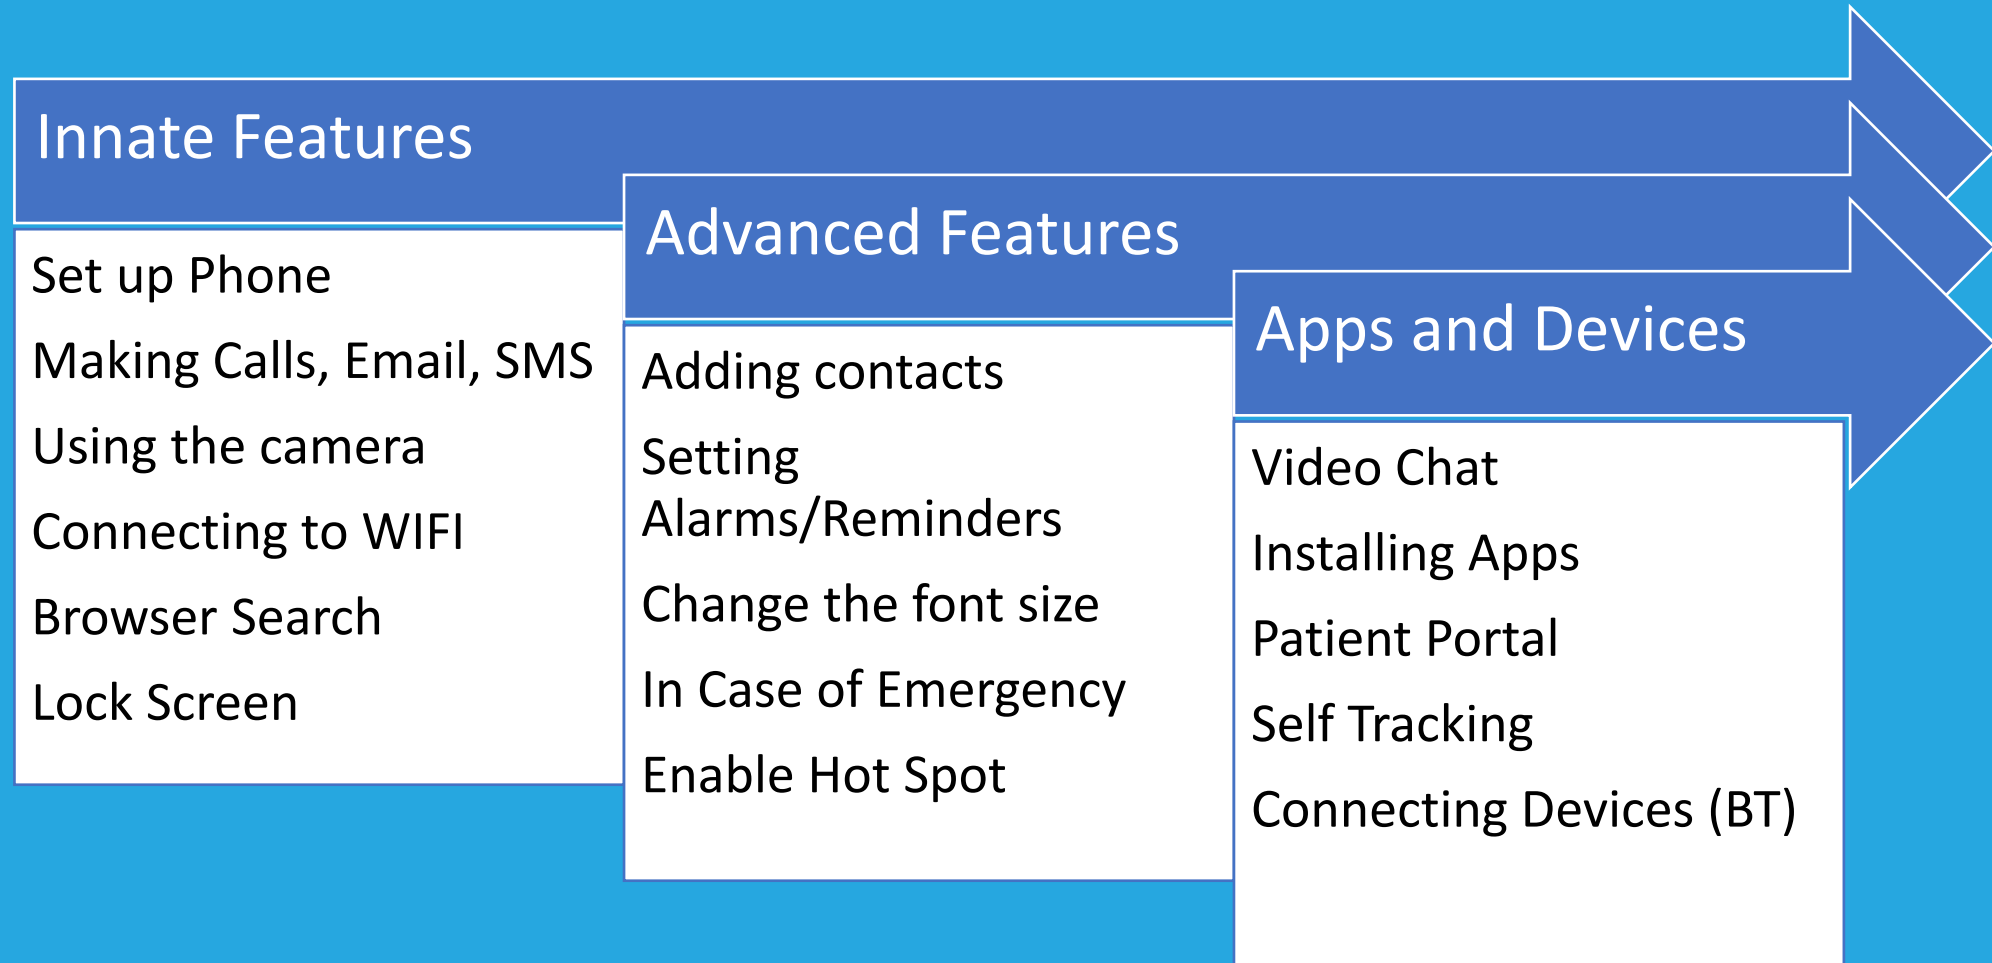 Innate Features
Set up Phone
Making Calls, Email, SMS
Using the camera
Connecting to WIFI
Browser Search
Lock Screen
Advanced Features
Adding contacts
Setting
Alarms/Reminders
Change the font size
In Case of Emergency
Enable Hot Spot
Apps and Devices
Video Chat
Installing Apps
Patient Portal
Self Tracking
Connecting Devices (BT)